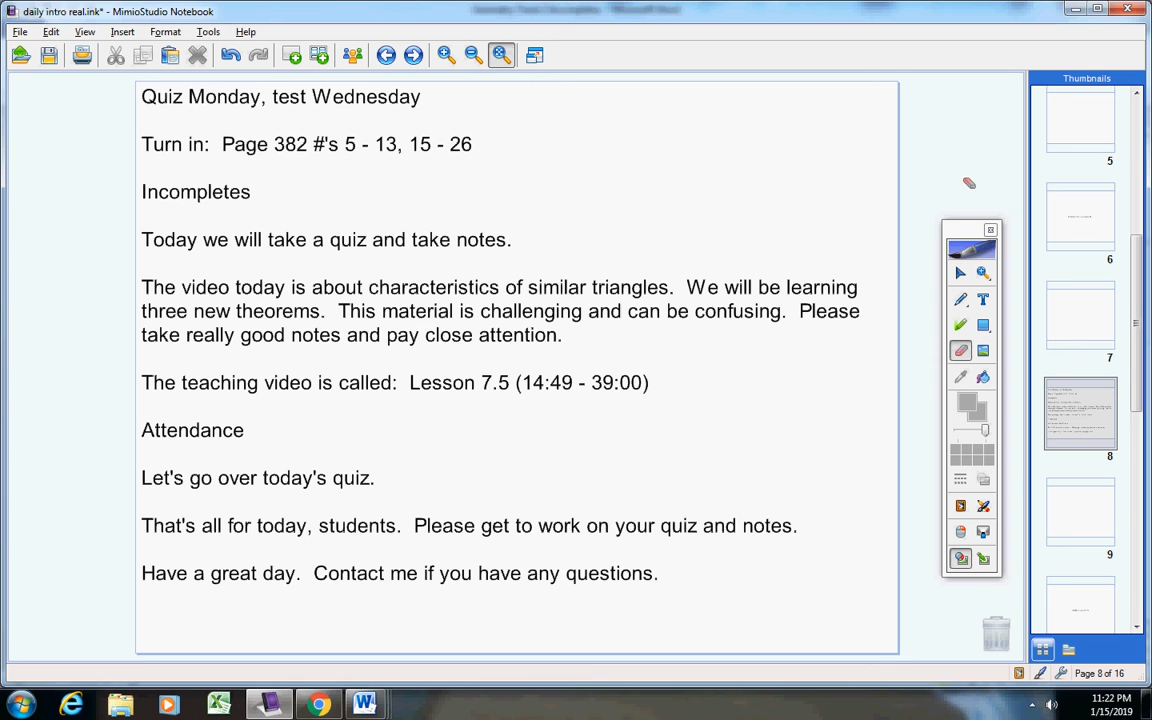 daily intro real.ink* - MimioStudio Notebook
File Edit View Insert Format Tools Help
Quiz Monday, test Wednesday
Turn in: Page 382 #'s 5 - 13, 15 - 26
Incompletes
Today we will take a quiz and take notes.
The video today is about characteristics of similar triangles. We will be learning
three new theorems. This material is challenging and can be confusing. Please
take really good notes and pay close attention.
The teaching video is called: Lesson 7.5 (14:49 - 39:00)
Attendance
Let's go over today's quiz.
That's all for today, students. Please get to work on your quiz and notes.
Have a great day. Contact me if you have any questions.
Thumbnails
5
6
7
8
9
Page 8 of 16
11:22 PM
1/15/2019